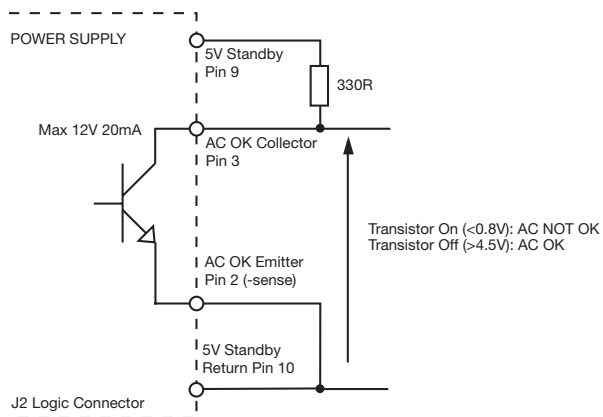 POWER SUPPLY
5V Standby
Pin 9
330R
Max 12V 20mA
AC OK Collector
Pin 3
Transistor On (<0.8V): AC NOT OK
Transistor Off (>4.5V): AC OK
AC OK Emitter
Pin 2 (-sense)
5V Standby
Return Pin 10
J2 Logic Connector